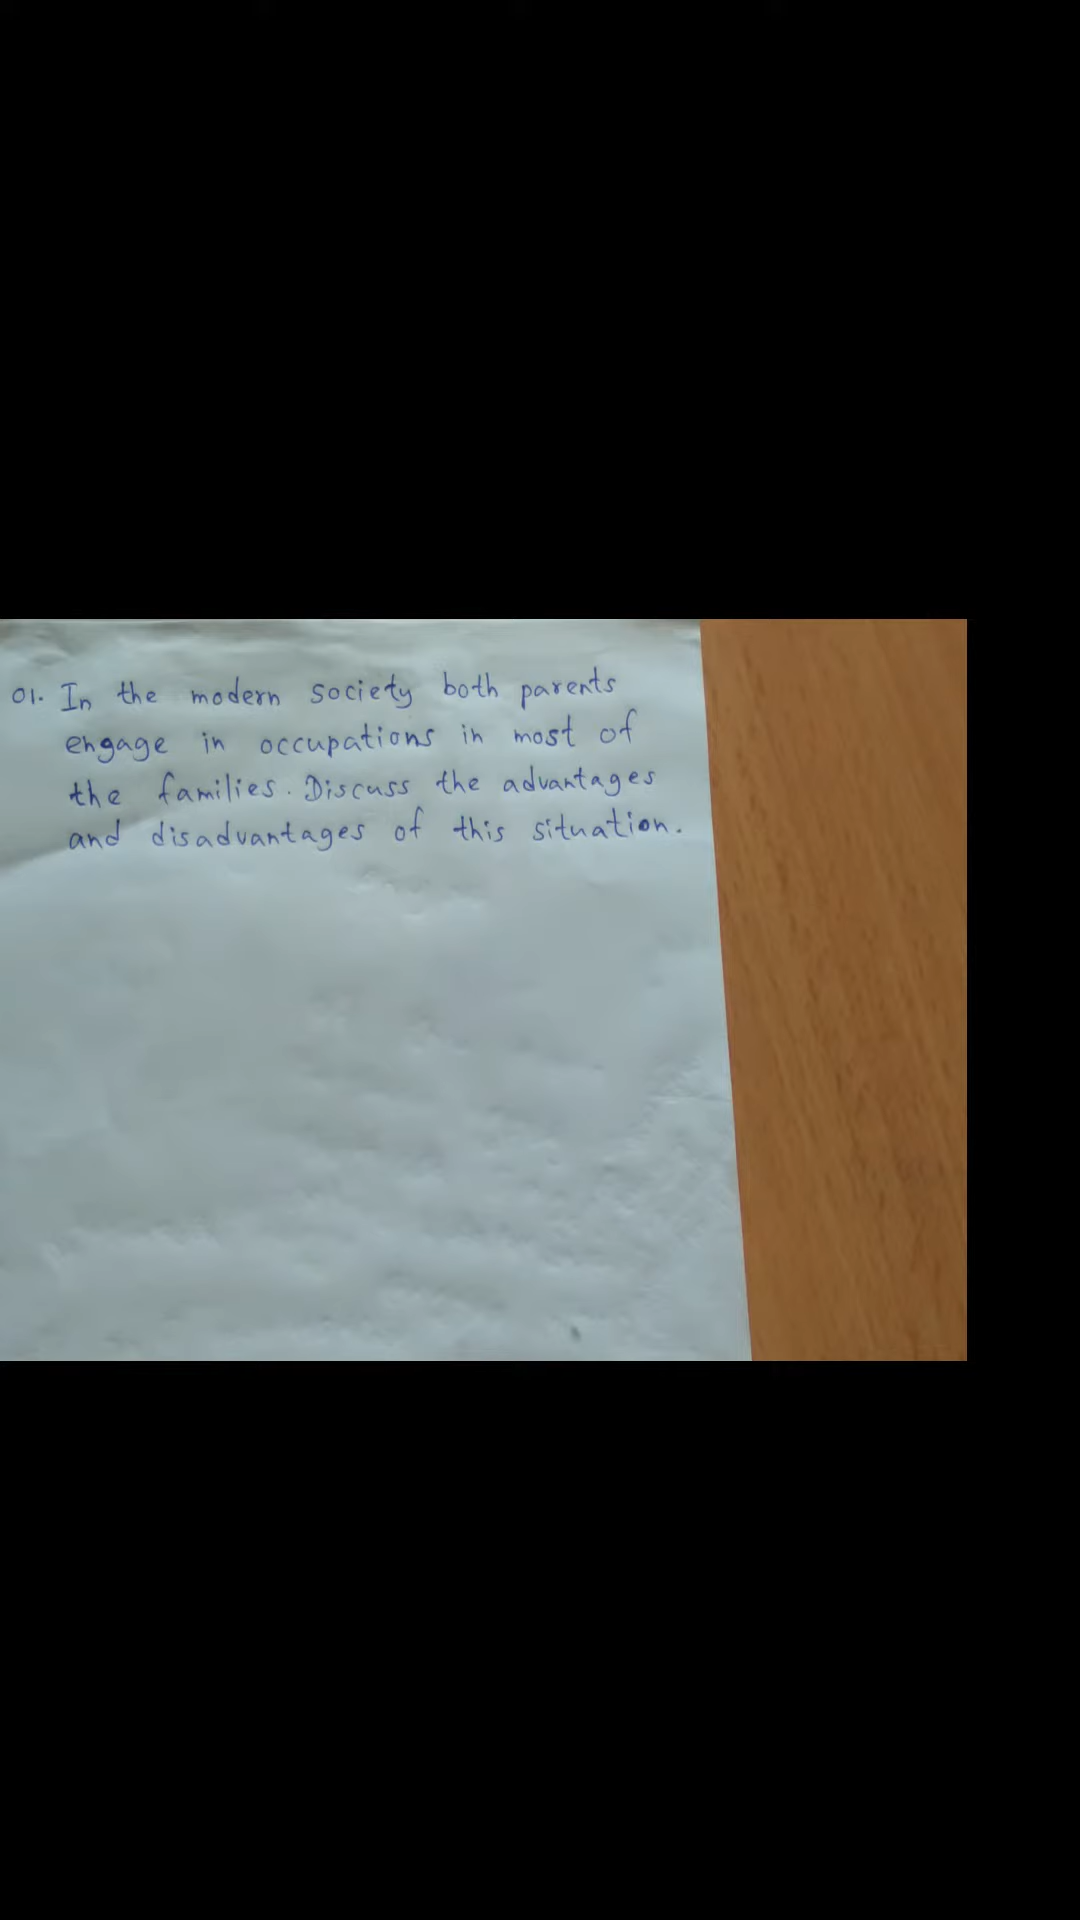 01. In the modern society both parents
engage in occupations in most of
the families. Discuss the advantages
and disadvantages of this situation.